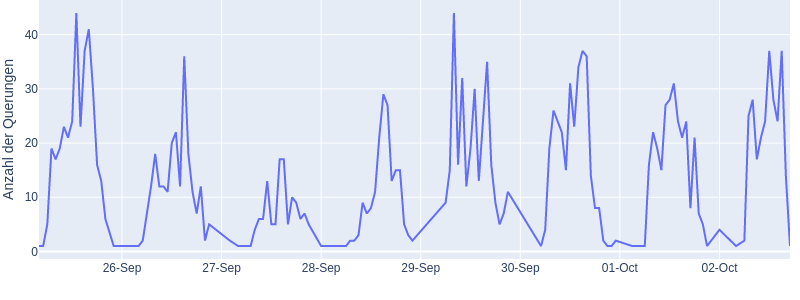 Anzahl der Querungen
40
30
20
10
0
26-Sep
27-Sep
28-Sep
29-Sep
30-Sep
01-Oct
02-Oct